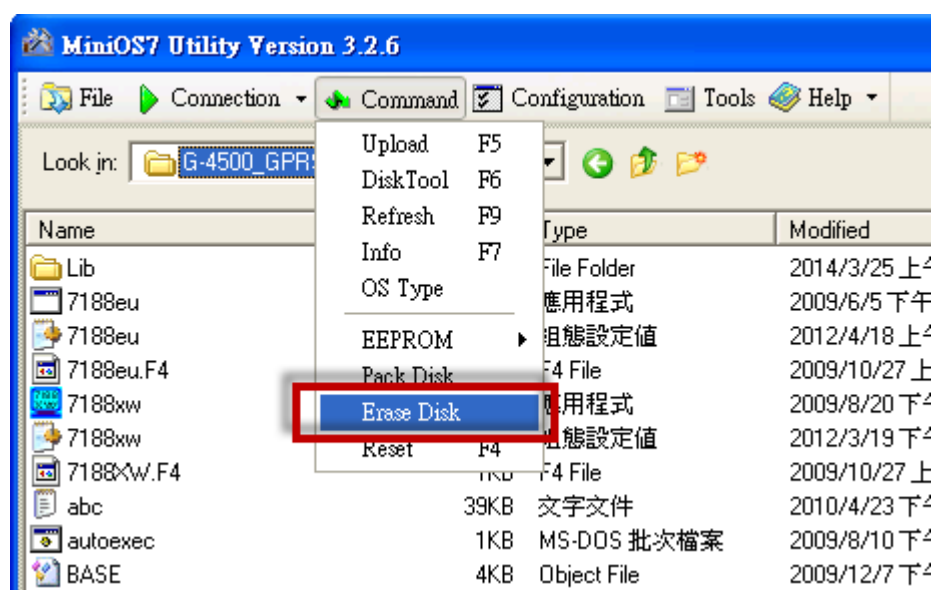 MiniOS7 Utility Version 3.2.6
File Connection Command Configuration Tools Help
Look in: G-4500_GPRS
Upload F5
DiskTool F6
Refresh F9
Info F7
OS Type
EEPROM
Pack Disk
Erase Disk
Reset F4
Name Type Modified
Lib File Folder 2014/3/25 上午
7188eu 應用程式 2009/6/5 下午
7188eu 組態設定值 2012/4/18 上午
7188eu.F4 F4 File 2009/10/27 上
7188xw 應用程式 2009/8/20 下午
7188xw 組態設定值 2012/3/19 下午
7188XW.F4 1KB F4 File 2009/10/27 上
abc 39KB 文字文件 2010/4/23 下午
autoexec 1KB MS-DOS 批次檔案 2009/8/10 下午
BASE 4KB Object File 2009/12/7 下午